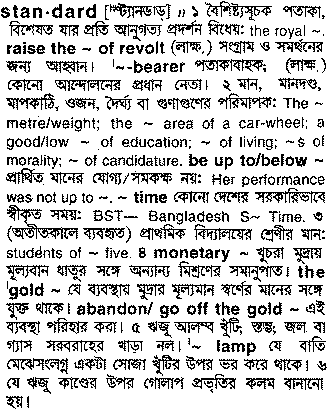 stan·dard [ˈস্ট্যান্ডাড্] n ১ বৈশিষ্ট্যসূচক পতাকা,
বিশেষত যার প্রতি আনুগত্য প্রদর্শন বিধেয়: the royal ~.
raise the ~ of revolt (লাক্ষ.) সংগ্রাম ও সমর্থনের
জন্য আহ্বান। ˈ~-bearer পতাকাবাহক; (লাক্ষ.)
কোনো আন্দোলনের প্রধান নেতা। ২ মান, মানদণ্ড,
মাপকাঠি, ওজন, দৈর্ঘ্য বা গুণাগুণের পরিমাপক: The ~
metre/weight; the ~ area of a car-wheel; a
good/low ~ of education; ~ of living; ~s of
morality; ~ of candidature. be up to/below ~
প্রার্থিত মানের যোগ্য/সমকক্ষ নয়: Her performance
was not up to ~. ~ time কোনো দেশের সরকারিভাবে
স্বীকৃত সময়: BST— Bangladesh S~ Time. ৩
(অতীতকালে ব্যবহৃত) প্রাথমিক বিদ্যালয়ের শ্রেণীর মান:
students of ~ five. ৪ monetary ~ খুচরা মুদ্রায়
মূল্যবান ধাতুর সঙ্গে অন্যান্য মিশ্রণের সমানুপাত। the
ˈgold ~ যে ব্যবস্থায় মুদ্রার মূল্যমান স্বর্ণের মানের সঙ্গে
যুক্ত থাকে। abandon/ go off the gold ~ এই
ব্যবস্থা পরিহার করা। ৫ ঋজু আলম্ব খুঁটি, স্তম্ভ; জল বা
গ্যাস সরবরাহের খাড়া নল। ˈ~ lamp যে বাতি
মেঝেসংলগ্ন একটা সোজা খুঁটির উপর ভর করে থাকে। ৬
যে ঋজু কাণ্ডের উপর গোলাপ প্রভৃতির কলম বানানো
হয়।